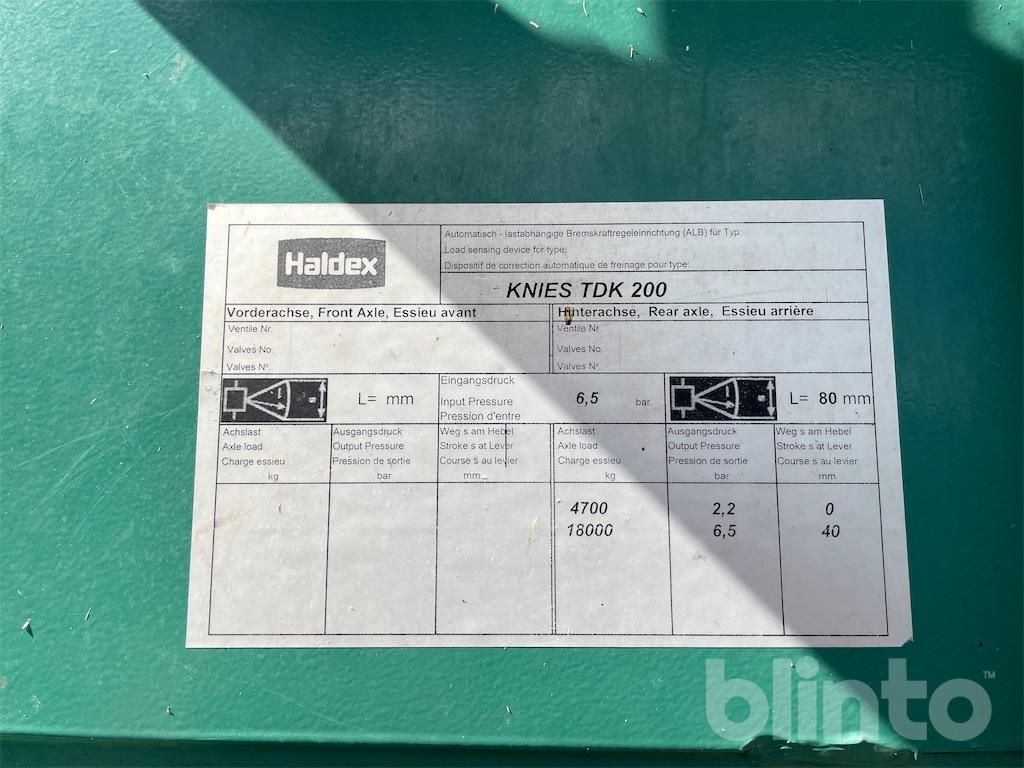 Haldex
Automatisch - lastabhängige Bremskraftregeleinrichtung (ALB) für Typ:
Load sensing device for type:
Dispositif de correction automatique de freinage pour type:
KNIES TDK 200
Vorderachse, Front Axle, Essieu avant
Hinterachse, Rear axle, Essieu arrière
Ventile Nr.
Valves No.
Valves N°.
Ventile Nr.
Valves No.
Valves N°.
L= mm
Eingangsdruck
Input Pressure 6,5 bar
Pression d'entre
L= 80 mm
Achslast
Axle load
Charge essieu
kg
Ausgangsdruck
Output Pressure
Pression de sortie
bar
Weg s am Hebel
Stroke s at Lever
Course s au levier
mm
Achslast
Axle load
Charge essieu
kg
Ausgangsdruck
Output Pressure
Pression de sortie
bar
Weg s am Hebel
Stroke s at Lever
Course s au levier
mm
4700 2,2 0
18000 6,5 40
blinto™